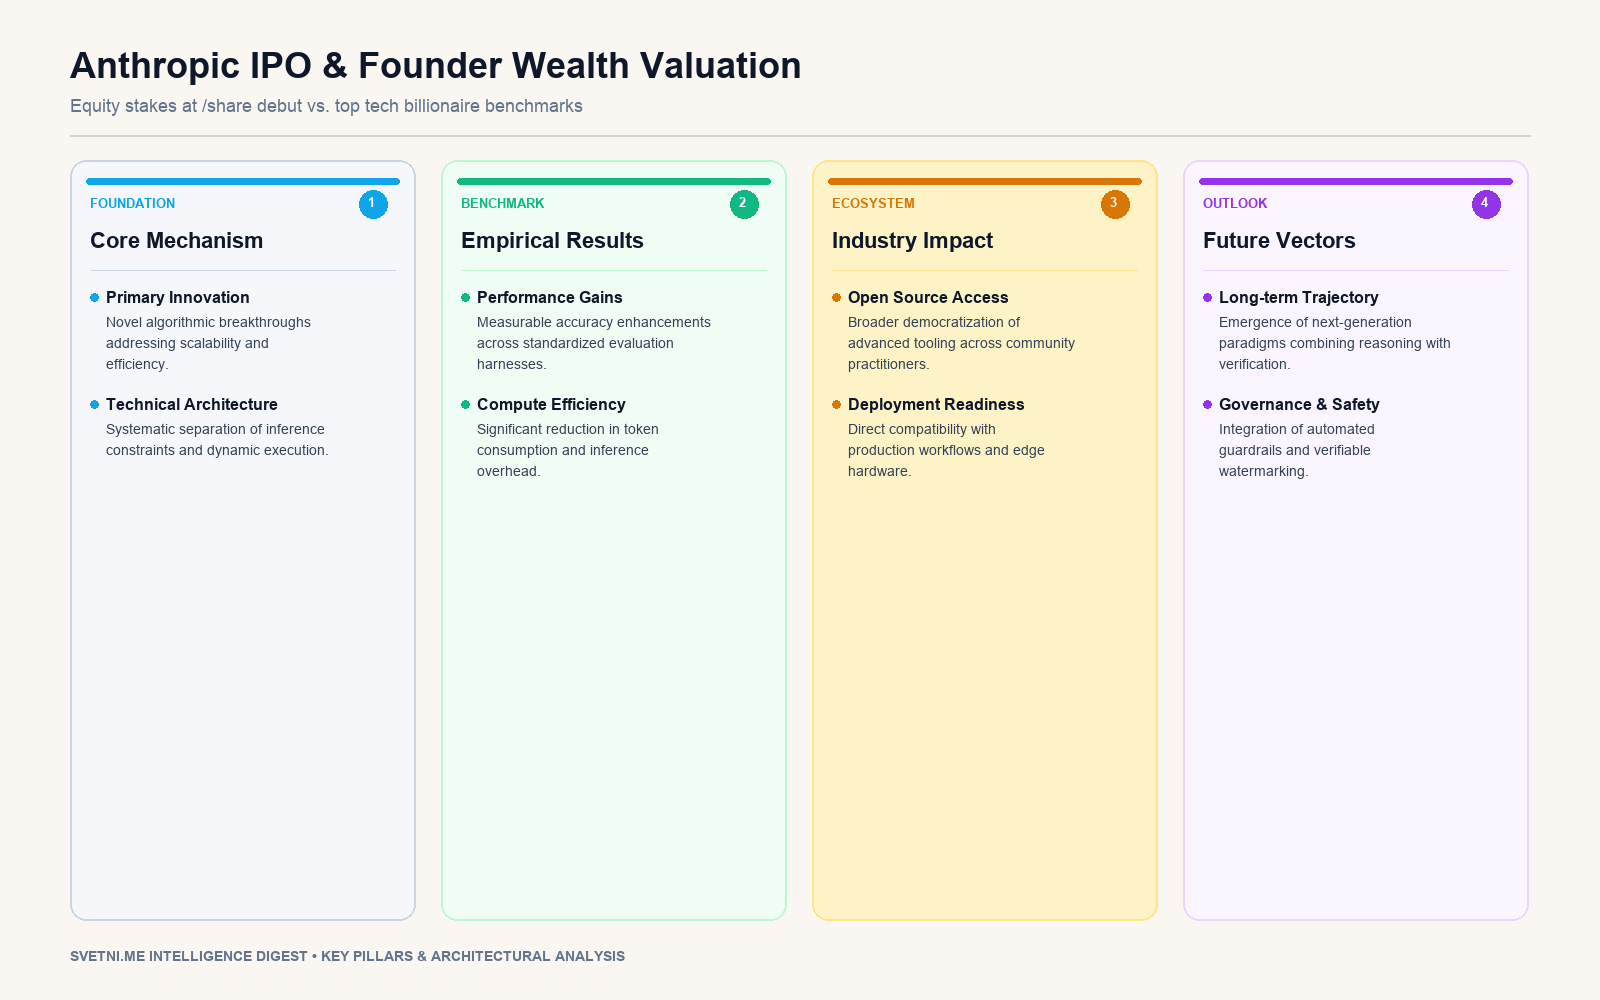 Anthropic IPO & Founder Wealth Valuation
Equity stakes at /share debut vs. top tech billionaire benchmarks
FOUNDATION
1
Core Mechanism
Primary Innovation
Novel algorithmic breakthroughs
addressing scalability and
efficiency.
Technical Architecture
Systematic separation of inference
constraints and dynamic execution.
BENCHMARK
2
Empirical Results
Performance Gains
Measurable accuracy enhancements
across standardized evaluation
harnesses.
Compute Efficiency
Significant reduction in token
consumption and inference
overhead.
ECOSYSTEM
3
Industry Impact
Open Source Access
Broader democratization of
advanced tooling across community
practitioners.
Deployment Readiness
Direct compatibility with
production workflows and edge
hardware.
OUTLOOK
4
Future Vectors
Long-term Trajectory
Emergence of next-generation
paradigms combining reasoning with
verification.
Governance & Safety
Integration of automated
guardrails and verifiable
watermarking.
SVETNI.ME INTELLIGENCE DIGEST • KEY PILLARS & ARCHITECTURAL ANALYSIS